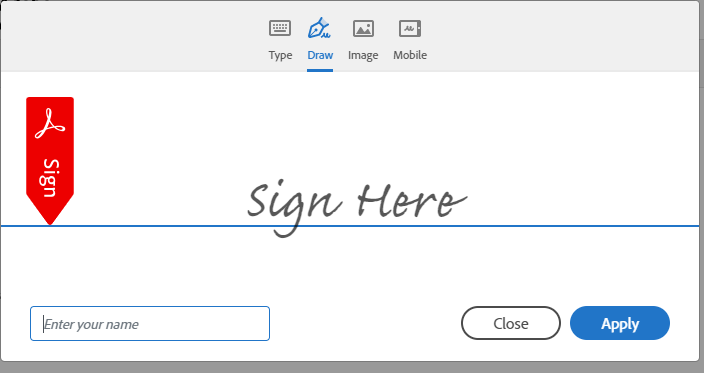 Type Draw Image Mobile
Sign
Sign Here
Enter your name
Close Apply